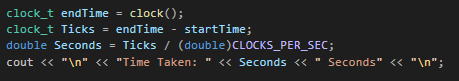 clock_t endTime = clock();
clock_t Ticks = endTime - startTime;
double Seconds = Ticks / (double)CLOCKS_PER_SEC;
cout << "\n" << "Time Taken: " << Seconds << " Seconds" << "\n";